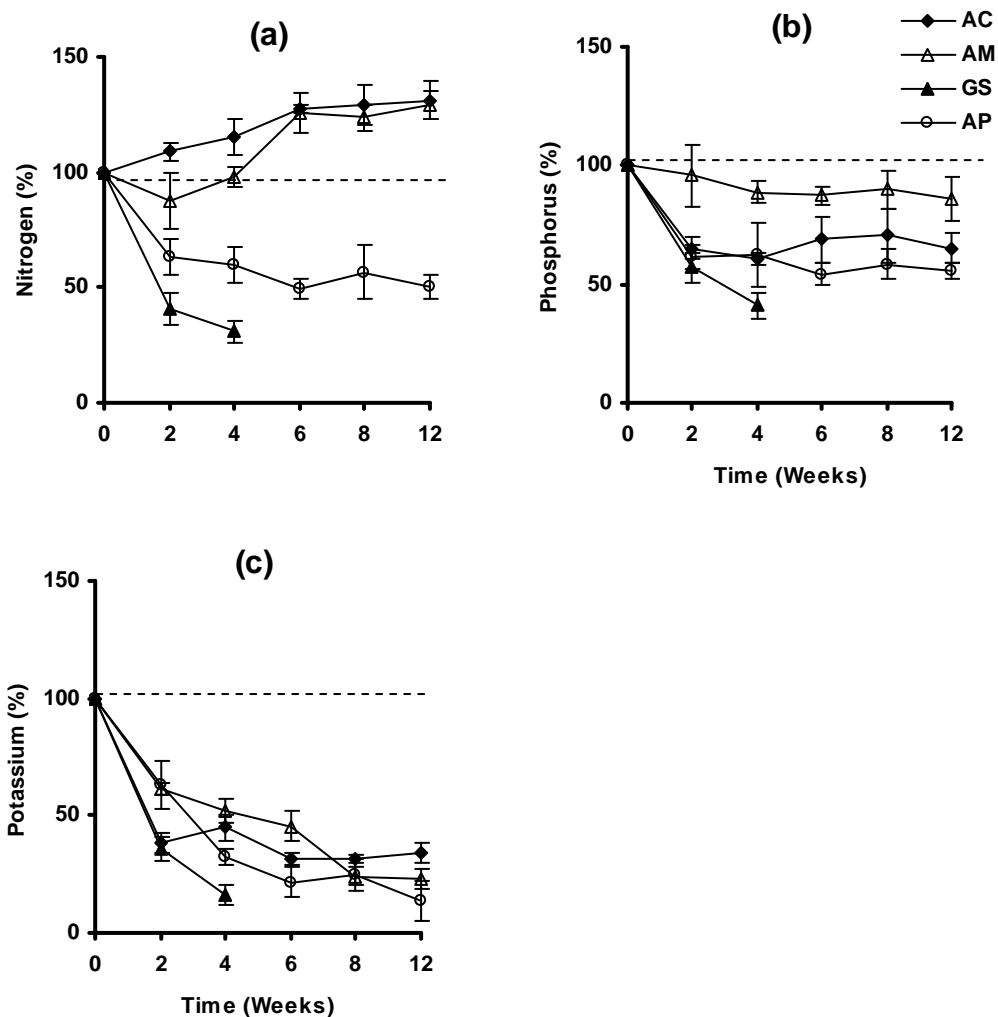 (a)
150
100
50
0
Nitrogen (%)
0 2 4 6 8 12
(b)
150
100
50
0
Phosphorus (%)
0 2 4 6 8 12
Time (Weeks)
AC
AM
GS
AP
(c)
150
100
50
0
Potassium (%)
0 2 4 6 8 12
Time (Weeks)